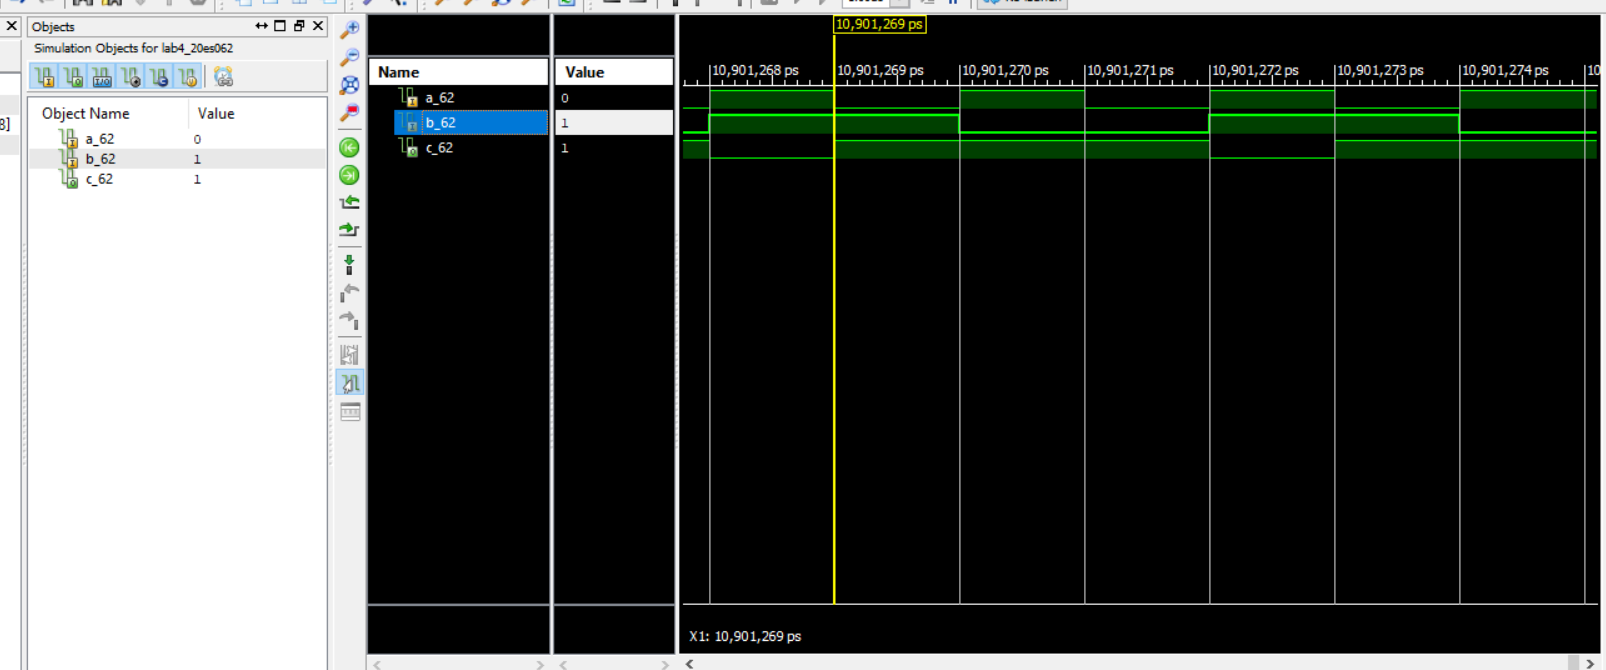 Objects
Simulation Objects for lab4_20es062
Object Name Value
a_62 0
b_62 1
c_62 1
8]
Name Value
a_62 0
b_62 1
c_62 1
10,901,269 ps
10,901,268 ps 10,901,269 ps 10,901,270 ps 10,901,271 ps 10,901,272 ps 10,901,273 ps 10,901,274 ps 10
X1: 10,901,269 ps